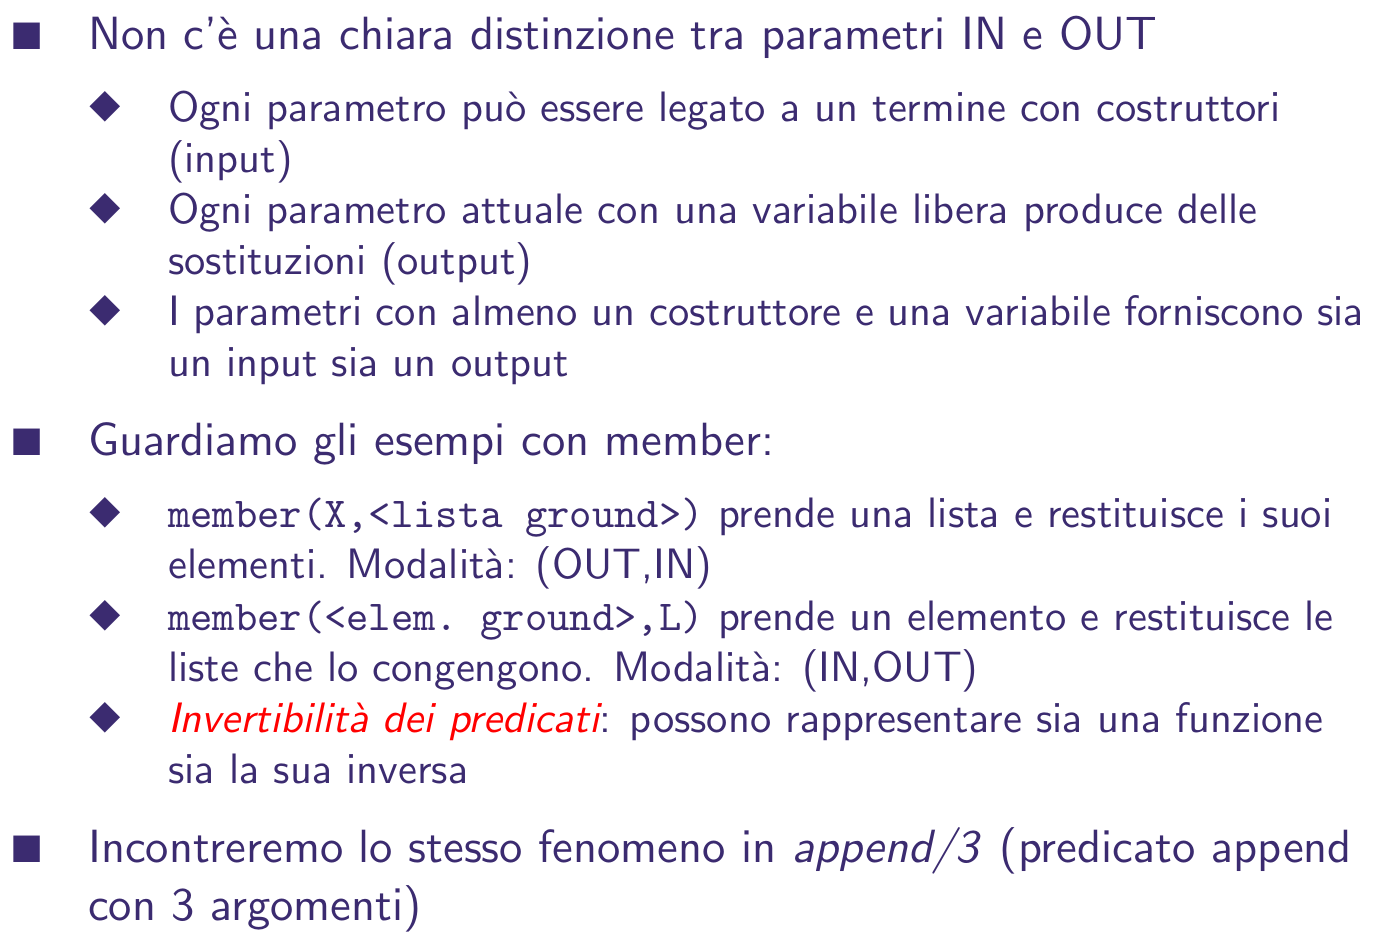 Non c'è una chiara distinzione tra parametri IN e OUT
Ogni parametro può essere legato a un termine con costruttori
(input)
Ogni parametro attuale con una variabile libera produce delle
sostituzioni (output)
I parametri con almeno un costruttore e una variabile forniscono sia
un input sia un output
Guardiamo gli esempi con member:
member(X,<lista ground>) prende una lista e restituisce i suoi
elementi. Modalità: (OUT,IN)
member(<elem. ground>,L) prende un elemento e restituisce le
liste che lo congengono. Modalità: (IN,OUT)
Invertibilità dei predicati: possono rappresentare sia una funzione
sia la sua inversa
Incontreremo lo stesso fenomeno in append/3 (predicato append
con 3 argomenti)